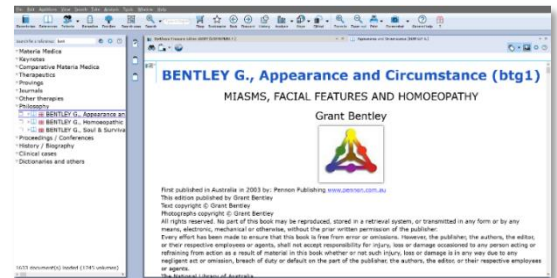 File Edit View
Materia Medica
Keynotes
Comparative Materia Medica
Therapeutics
Provings
Journals
Other therapies
Philosophy
BENTLEY G., Appearance an
BENTLEY G., Homoeopathic
BENTLEY G., Soul & Surviva
Proceedings / Conferences
History / Biography
Clinical cases
Dictionaries and others
BENTLEY G., Appearance and Circumstance (btg1)
MIASMS, FACIAL FEATURES AND HOMOEOPATHY
Grant Bentley
First published in Australia in 2003 by: Pennon Publishing www.pennon.com.au
This edition published by Grant Bentley
Text copyright © Grant Bentley
Photographs copyright © Grant Bentley
All rights reserved. No part of this book may be reproduced, stored in a retrieval system, or transmitted in any form or by any
means, electronic, mechanical or otherwise, without the prior written permission of the publisher.
Every effort has been made to ensure that this book is free from error or omissions. However, the publisher, the authors, the editor,
or their respective employees or agents, shall not accept responsibility for injury, loss or damage occasioned to any person acting or
refraining from action as a result of material in this book whether or not such injury, loss or damage is in any way due to any
negligent act or omission, breach of duty or default on the part of the publisher, the authors, the editor, or their respective employees
or agents.
The National Library of Australia